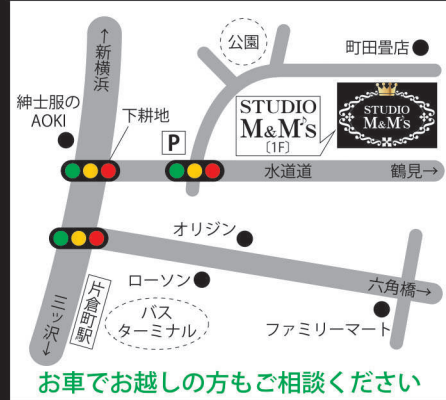 ←新横浜
公園
町田畳店
紳士服の
AOKI
下耕地
P
STUDIO
M&M's
〔1F〕
STUDIO
M&M's
水道道
鶴見→
オリジン
ローソン
片倉町駅
バス
ターミナル
三ッ沢→
六角橋→
ファミリーマート
お車でお越しの方もご相談ください